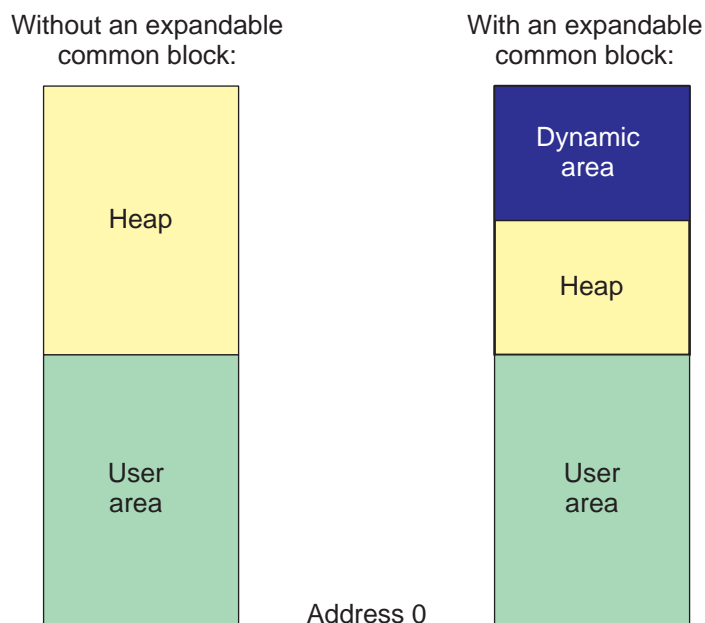 Without an expandable
common block:
With an expandable
common block:
Heap
User
area
Dynamic
area
Heap
User
area
Address 0